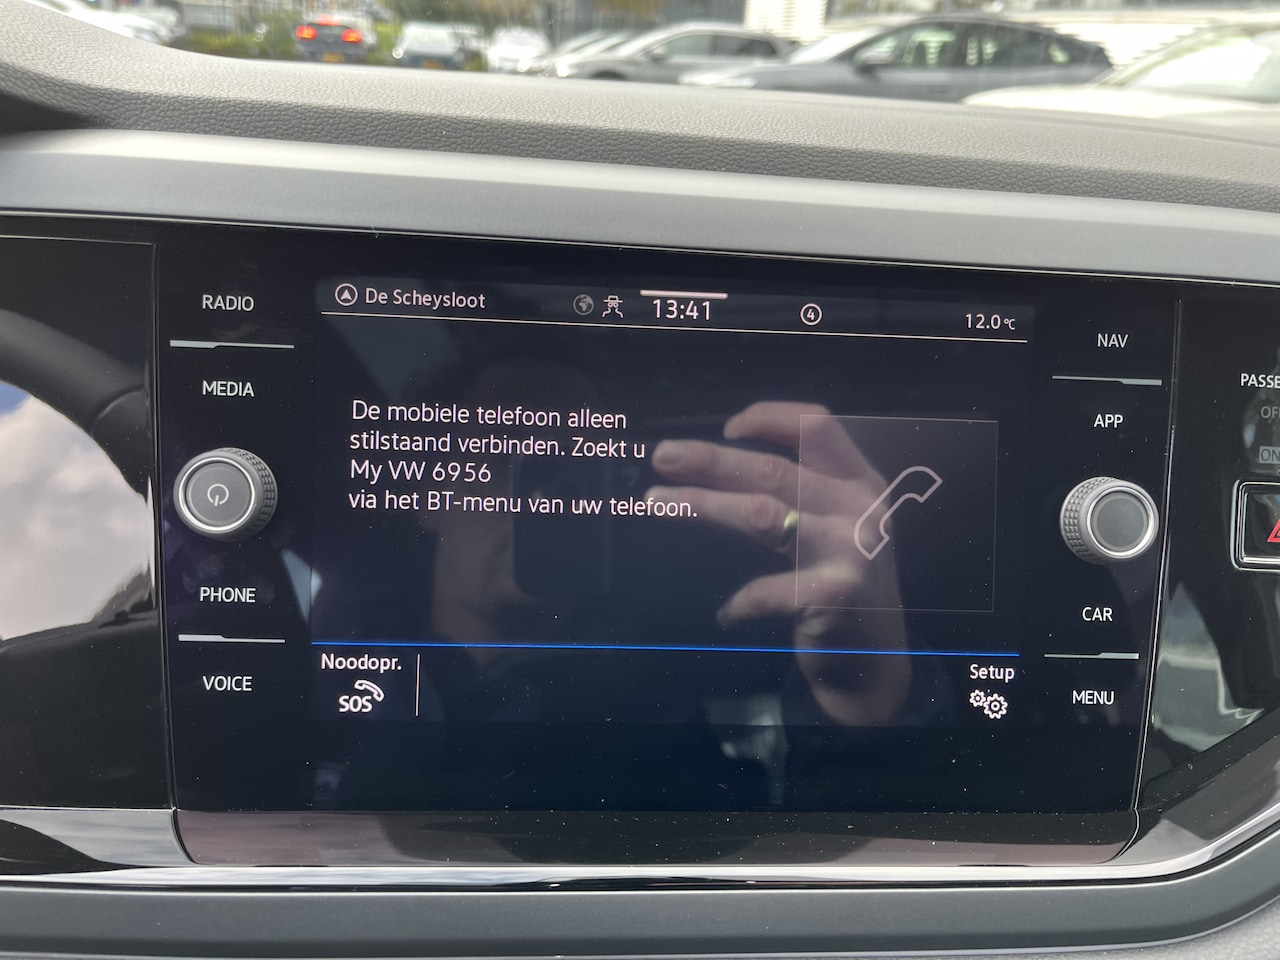 RADIO
MEDIA
PHONE
VOICE
De Scheysloot
13:41
4
12.0°C
De mobiele telefoon alleen
stilstaand verbinden. Zoekt u
My VW 6956
via het BT-menu van uw telefoon.
Noodopr.
SOS
Setup
NAV
APP
CAR
MENU